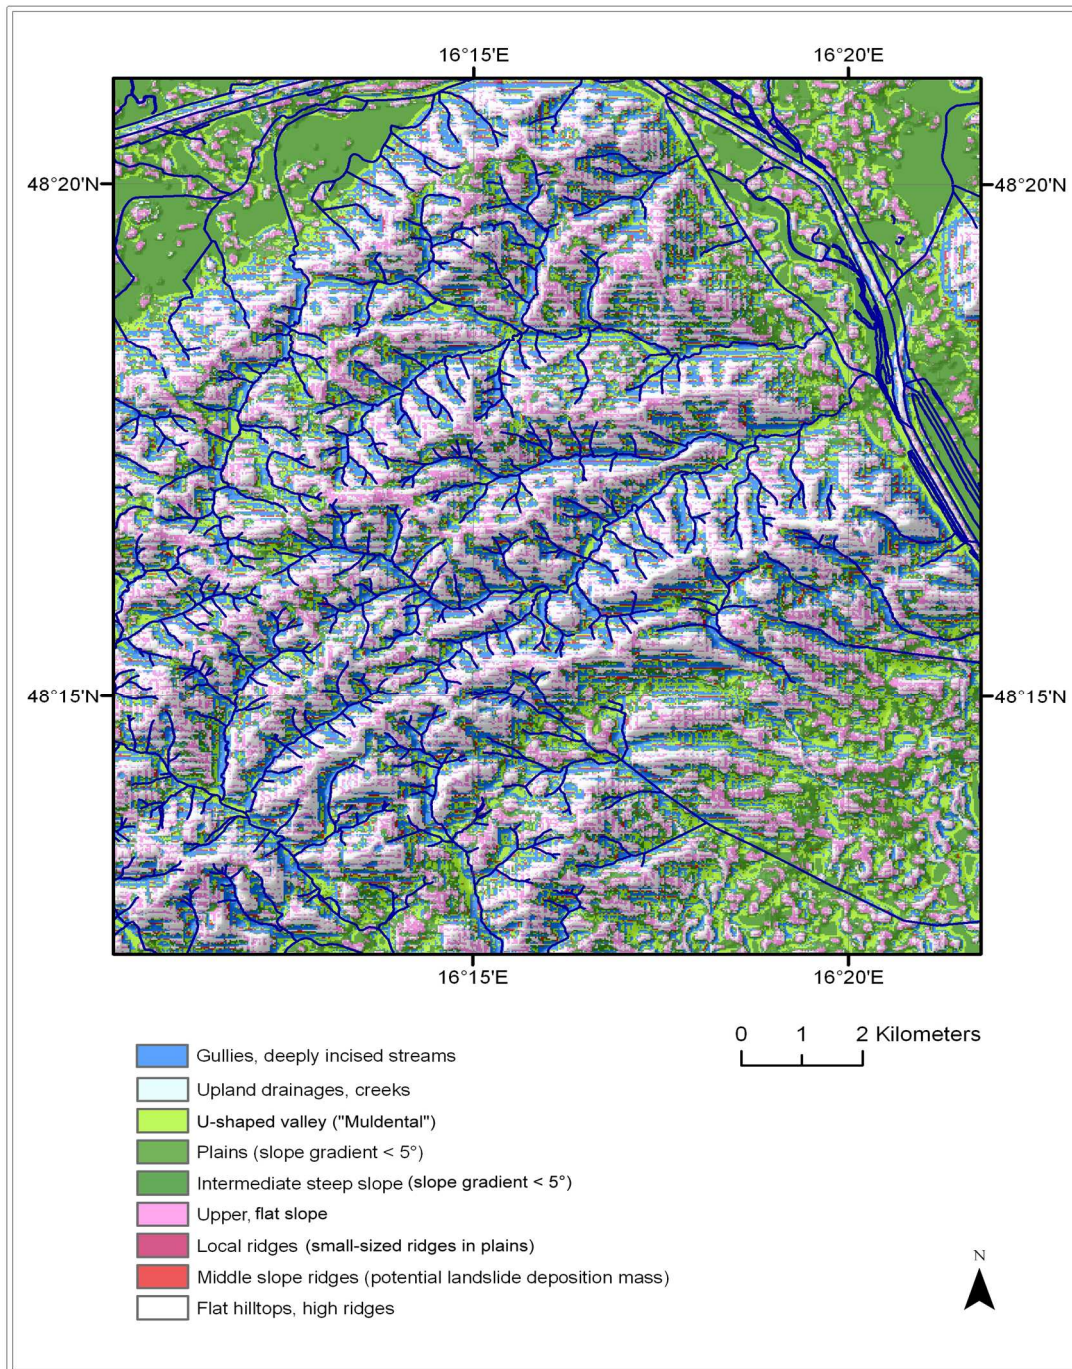 16°15'E 16°20'E
48°20'N 48°20'N
48°15'N 48°15'N
16°15'E 16°20'E
0 1 2 Kilometers
Gullies, deeply incised streams
Upland drainages, creeks
U-shaped valley ("Muldental")
Plains (slope gradient < 5°)
Intermediate steep slope (slope gradient < 5°)
Upper, flat slope
Local ridges (small-sized ridges in plains)
Middle slope ridges (potential landslide deposition mass)
Flat hilltops, high ridges
N